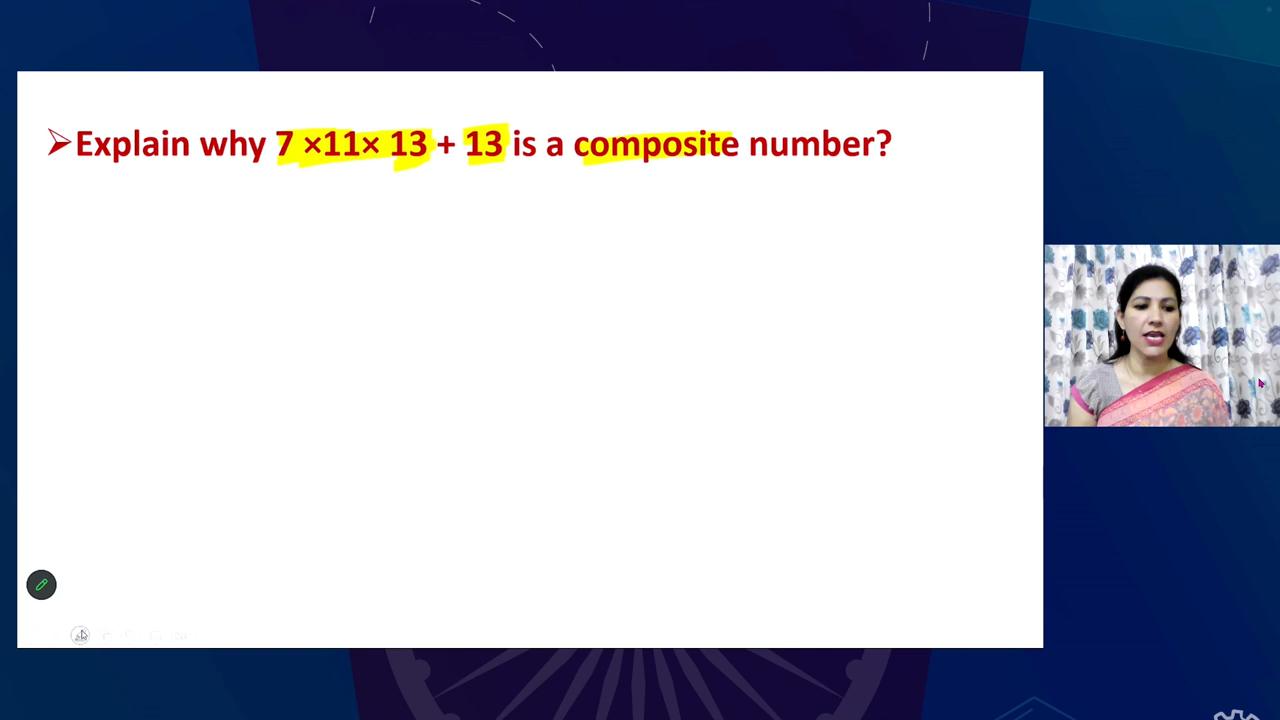 ➢Explain why 7 ×11× 13 + 13 is a composite number?